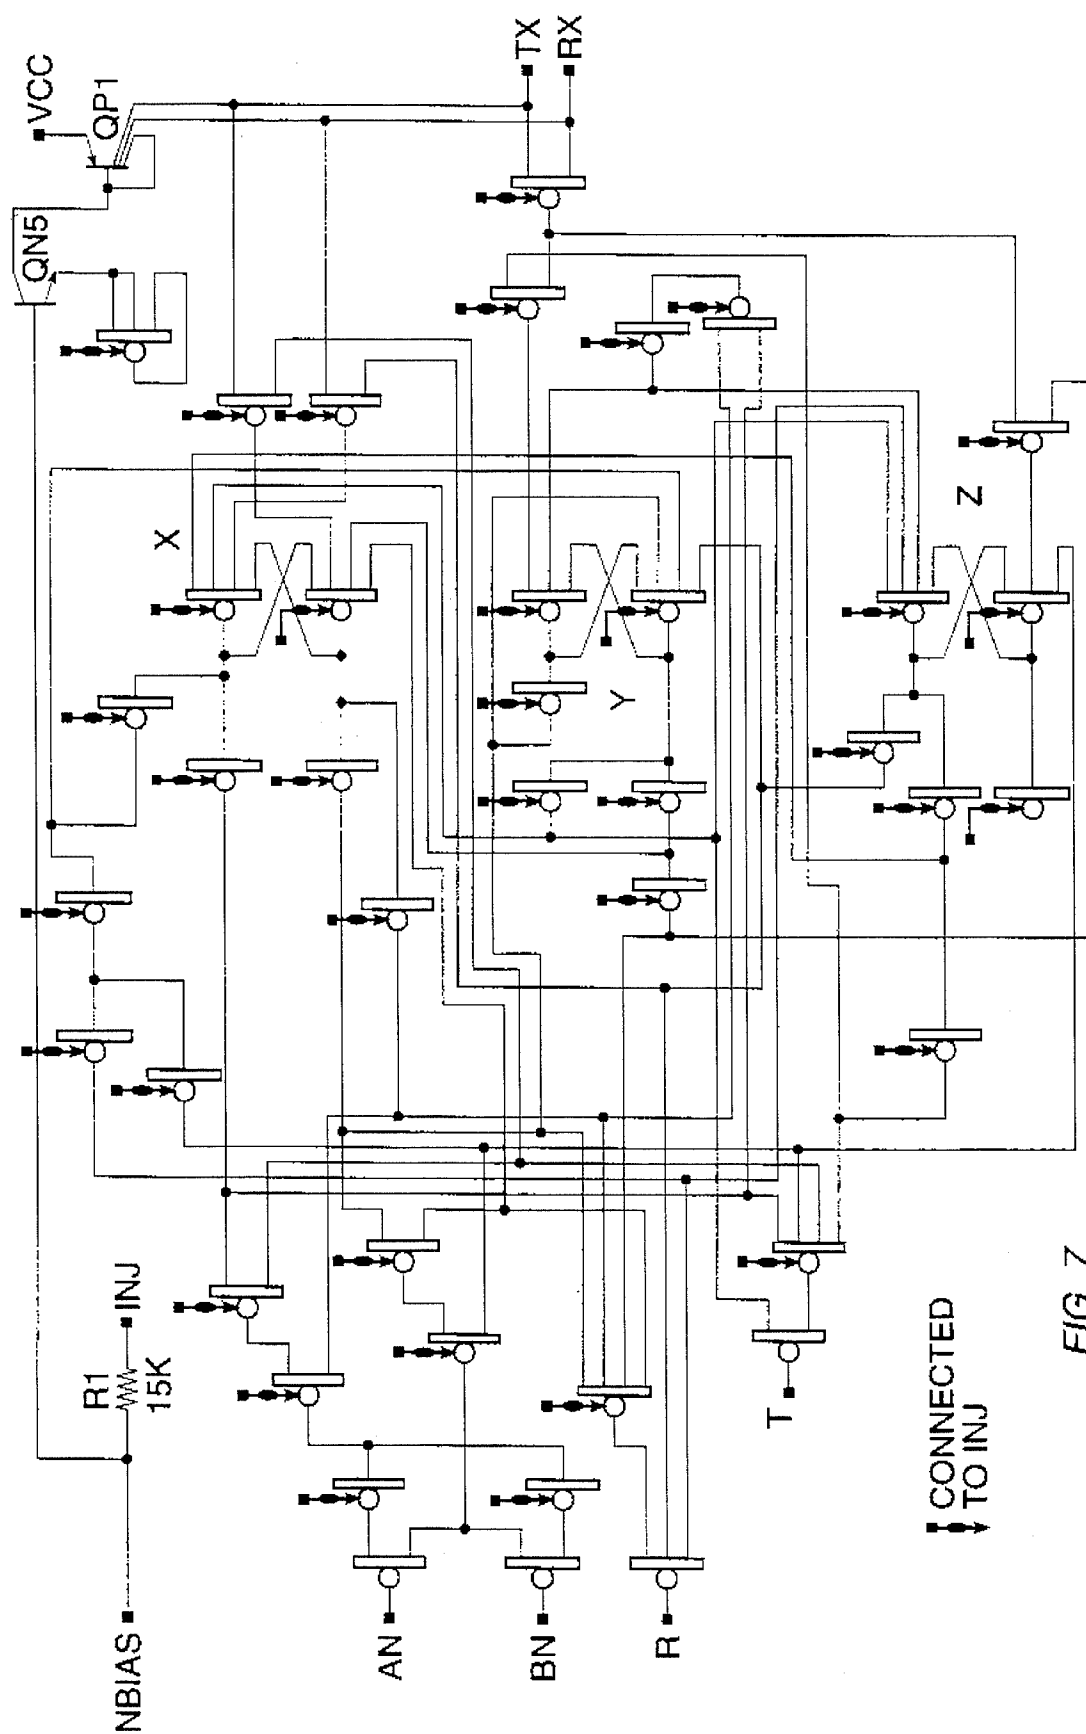 VCC
QP1
QN5
TX
RX
X
Y
Z
R1
15K
INJ
NBIAS
AN
BN
R
T
CONNECTED
TO INJ
FIG. 7